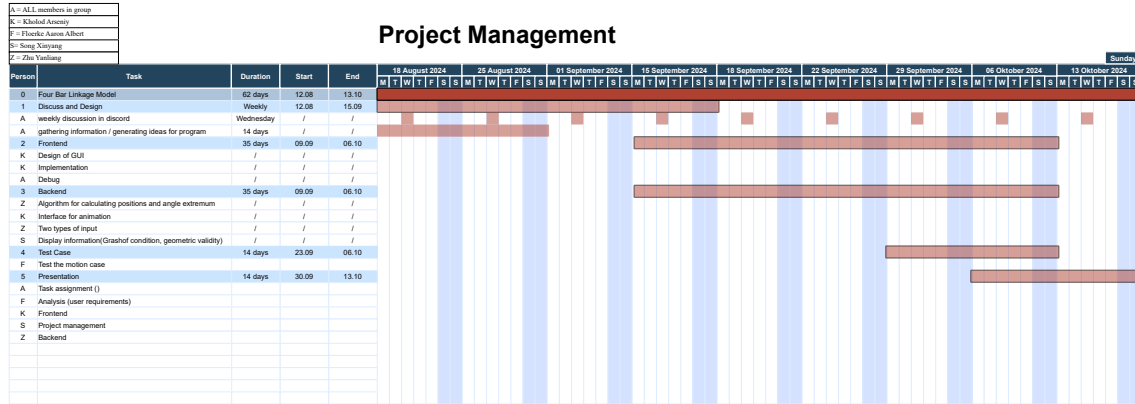 A = ALL members in group
K = Kholod Arseniy
F = Floerke Aaron Albert
S= Song Xinyang
Z = Zhu Yanliang
Project Management
Sunday
Person Task Duration Start End 18 August 2024 25 August 2024 01 September 2024 15 September 2024 18 September 2024 22 September 2024 29 September 2024 06 Oktober 2024 13 Oktober 2024
M T W T F S S M T W T F S S M T W T F S S M T W T F S S M T W T F S S M T W T F S S M T W T F S S M T W T F S S M T W T F S S
0 Four Bar Linkage Model 62 days 12.08 13.10
1 Discuss and Design Weekly 12.08 15.09
A weekly discussion in discord Wednesday / /
A gathering information / generating ideas for program 14 days / /
2 Frontend 35 days 09.09 06.10
K Design of GUI / / /
K Implementation / / /
A Debug / / /
3 Backend 35 days 09.09 06.10
Z Algorithm for calculating positions and angle extremum / / /
K Interface for animation / / /
Z Two types of input / / /
S Display information(Grashof condition, geometric validity) / / /
4 Test Case 14 days 23.09 06.10
F Test the motion case
5 Presentation 14 days 30.09 13.10
A Task assignment ()
F Analysis (user requirements)
K Frontend
S Project management
Z Backend